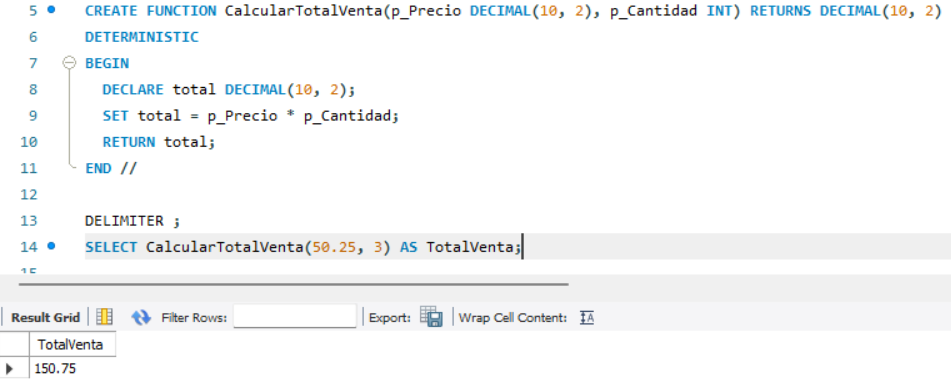 5 CREATE FUNCTION CalcularTotalVenta(p_Precio DECIMAL(10, 2), p_Cantidad INT) RETURNS DECIMAL(10, 2)
6 DETERMINISTIC
7 BEGIN
8 DECLARE total DECIMAL(10, 2);
9 SET total = p_Precio * p_Cantidad;
10 RETURN total;
11 END //
12
13 DELIMITER ;
14 SELECT CalcularTotalVenta(50.25, 3) AS TotalVenta;
15
Result Grid Filter Rows: Export: Wrap Cell Content: IA
TotalVenta
150.75